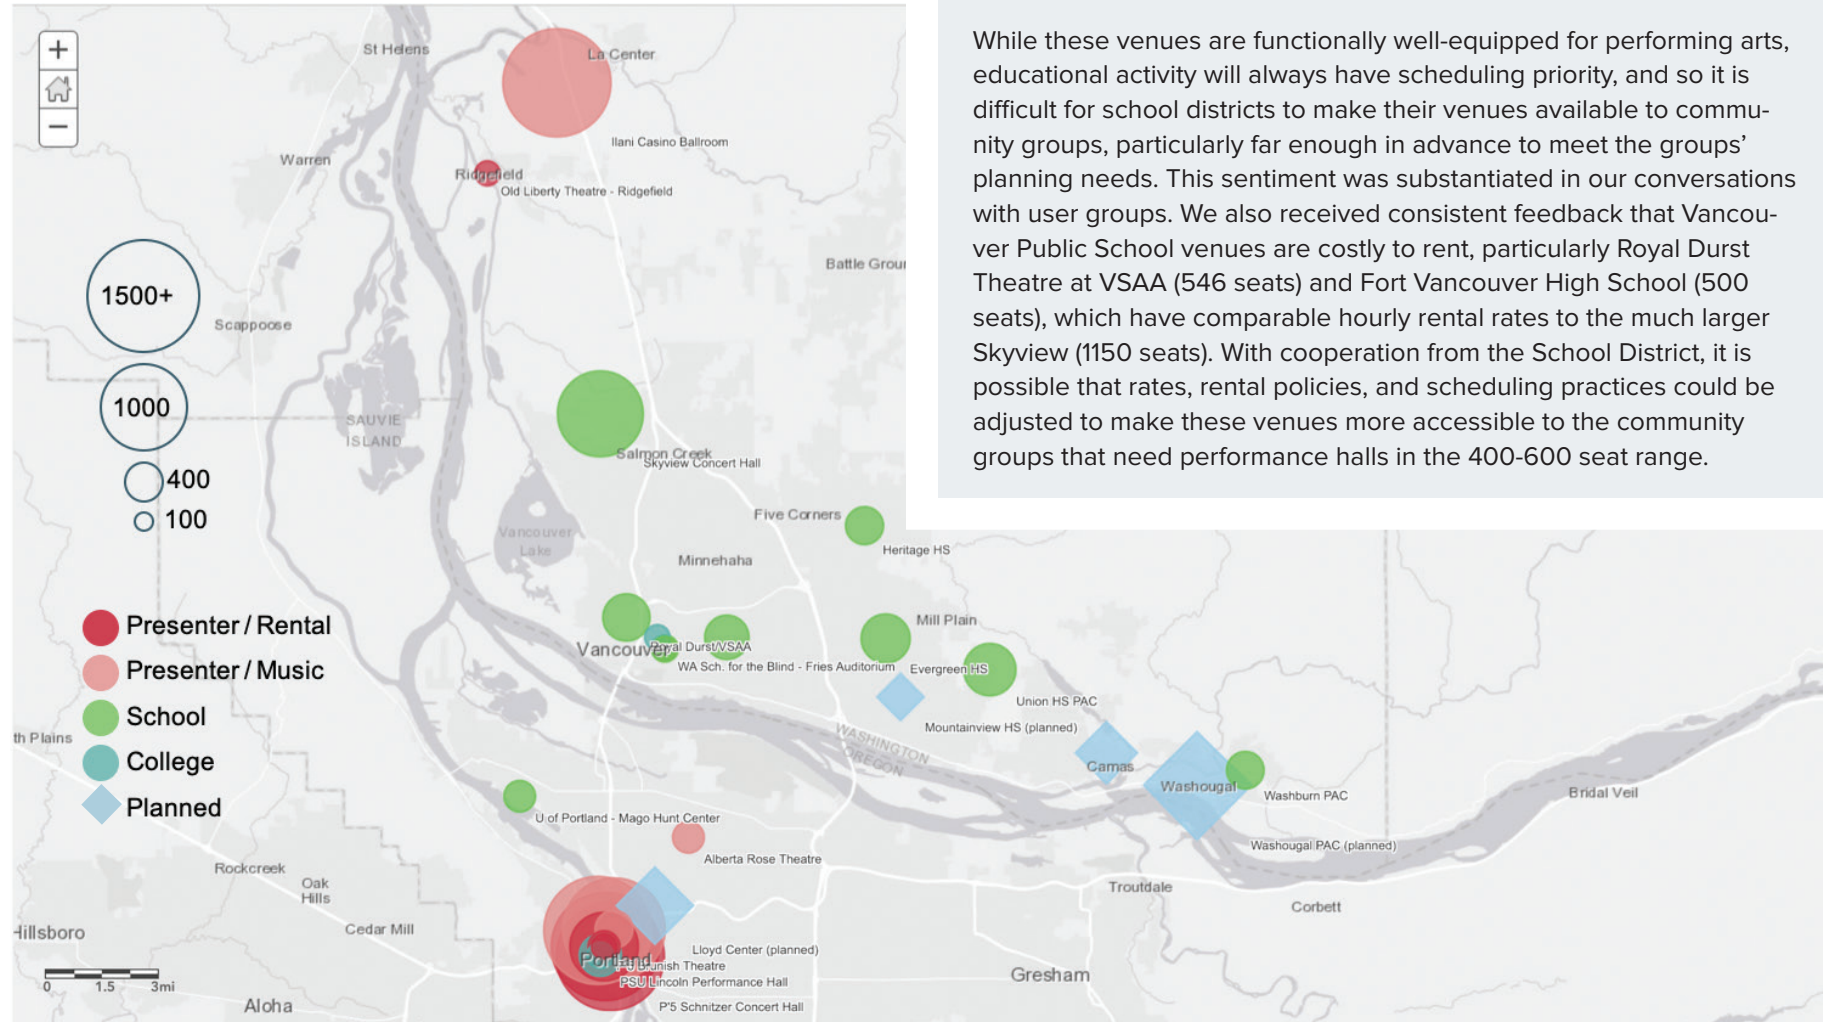 While these venues are functionally well-equipped for performing arts,
educational activity will always have scheduling priority, and so it is
difficult for school districts to make their venues available to commu-
nity groups, particularly far enough in advance to meet the groups’
planning needs. This sentiment was substantiated in our conversations
with user groups. We also received consistent feedback that Vancou-
ver Public School venues are costly to rent, particularly Royal Durst
Theatre at VSAA (546 seats) and Fort Vancouver High School (500
seats), which have comparable hourly rental rates to the much larger
Skyview (1150 seats). With cooperation from the School District, it is
possible that rates, rental policies, and scheduling practices could be
adjusted to make these venues more accessible to the community
groups that need performance halls in the 400-600 seat range.
+
−
St Helens
La Center
Ilani Casino Ballroom
Warren
Ridgefield
Old Liberty Theatre - Ridgefield
Battle Grour
1500+
Scappoose
1000
SAUVIE
ISLAND
Salmon Creek
Skyview Concert Hall
400
100
Five Corners
Vancouver
Lake
Heritage HS
Minnehaha
Presenter / Rental
Presenter / Music
School
College
Planned
Mill Plain
Vancouver
Royal Durst/VSAA
WA Sch. for the Blind - Fries Auditorium
Evergreen HS
Union HS PAC
Mountainview HS (planned)
WASHINGTON
OREGON
th Plains
Camas
Washougal
Washburn PAC
Bridal Veil
U of Portland - Mago Hunt Center
Alberta Rose Theatre
Washougal PAC (planned)
Rockcreek
Oak
Hills
Troutdale
Corbett
Hillsboro
Cedar Mill
Lloyd Center (planned)
Portland
Theatre
PSU Lincoln Performance Hall
P'5 Schnitzer Concert Hall
Gresham
0 1.5 3mi
Aloha